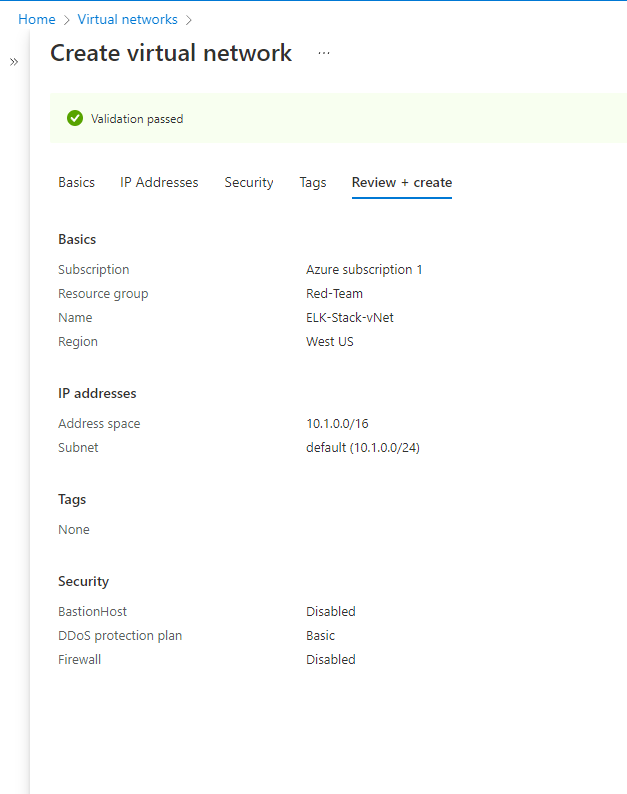 Home > Virtual networks >
»
Create virtual network ...
Validation passed
Basics IP Addresses Security Tags Review + create
Basics
Subscription Azure subscription 1
Resource group Red-Team
Name ELK-Stack-vNet
Region West US
IP addresses
Address space 10.1.0.0/16
Subnet default (10.1.0.0/24)
Tags
None
Security
BastionHost Disabled
DDoS protection plan Basic
Firewall Disabled